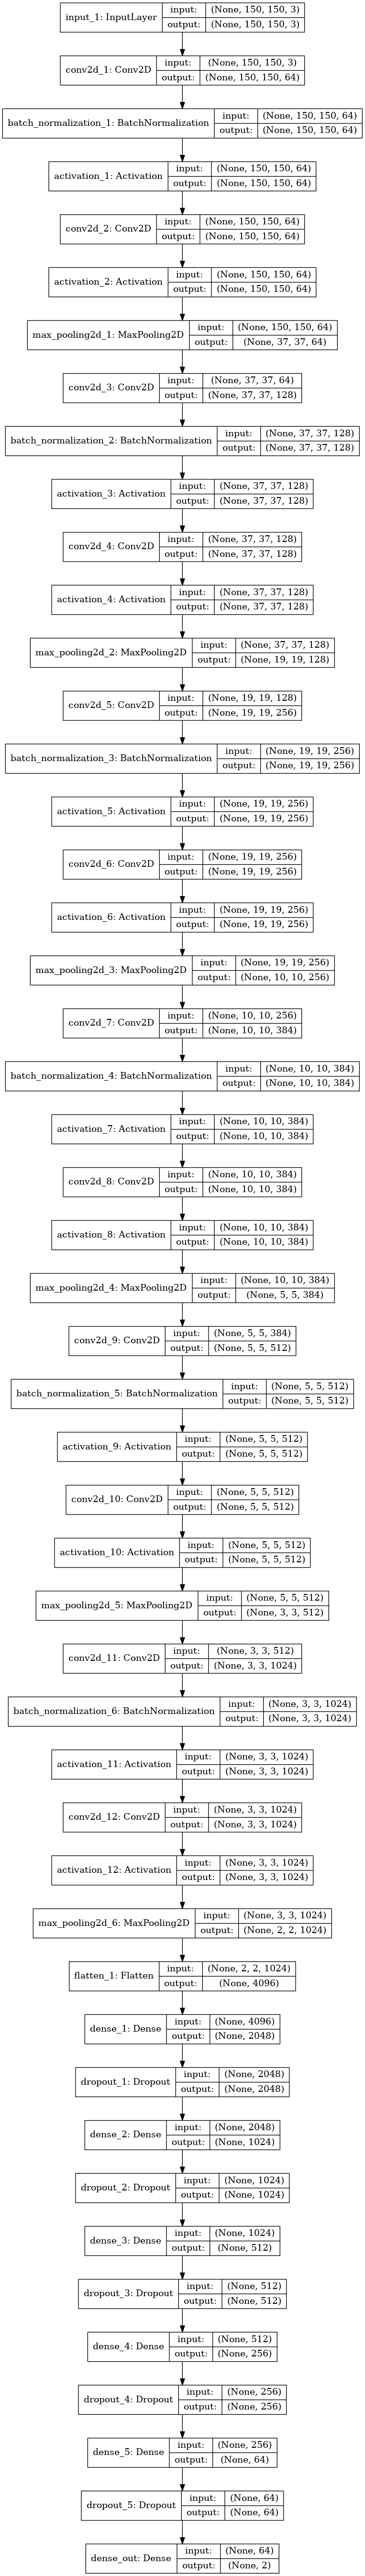 input_1: InputLayer input: (None, 150, 150, 3)
output: (None, 150, 150, 3)
conv2d_1: Conv2D input: (None, 150, 150, 3)
output: (None, 150, 150, 64)
batch_normalization_1: BatchNormalization input: (None, 150, 150, 64)
output: (None, 150, 150, 64)
activation_1: Activation input: (None, 150, 150, 64)
output: (None, 150, 150, 64)
conv2d_2: Conv2D input: (None, 150, 150, 64)
output: (None, 150, 150, 64)
activation_2: Activation input: (None, 150, 150, 64)
output: (None, 150, 150, 64)
max_pooling2d_1: MaxPooling2D input: (None, 150, 150, 64)
output: (None, 37, 37, 64)
conv2d_3: Conv2D input: (None, 37, 37, 64)
output: (None, 37, 37, 128)
batch_normalization_2: BatchNormalization input: (None, 37, 37, 128)
output: (None, 37, 37, 128)
activation_3: Activation input: (None, 37, 37, 128)
output: (None, 37, 37, 128)
conv2d_4: Conv2D input: (None, 37, 37, 128)
output: (None, 37, 37, 128)
activation_4: Activation input: (None, 37, 37, 128)
output: (None, 37, 37, 128)
max_pooling2d_2: MaxPooling2D input: (None, 37, 37, 128)
output: (None, 19, 19, 128)
conv2d_5: Conv2D input: (None, 19, 19, 128)
output: (None, 19, 19, 256)
batch_normalization_3: BatchNormalization input: (None, 19, 19, 256)
output: (None, 19, 19, 256)
activation_5: Activation input: (None, 19, 19, 256)
output: (None, 19, 19, 256)
conv2d_6: Conv2D input: (None, 19, 19, 256)
output: (None, 19, 19, 256)
activation_6: Activation input: (None, 19, 19, 256)
output: (None, 19, 19, 256)
max_pooling2d_3: MaxPooling2D input: (None, 19, 19, 256)
output: (None, 10, 10, 256)
conv2d_7: Conv2D input: (None, 10, 10, 256)
output: (None, 10, 10, 384)
batch_normalization_4: BatchNormalization input: (None, 10, 10, 384)
output: (None, 10, 10, 384)
activation_7: Activation input: (None, 10, 10, 384)
output: (None, 10, 10, 384)
conv2d_8: Conv2D input: (None, 10, 10, 384)
output: (None, 10, 10, 384)
activation_8: Activation input: (None, 10, 10, 384)
output: (None, 10, 10, 384)
max_pooling2d_4: MaxPooling2D input: (None, 10, 10, 384)
output: (None, 5, 5, 384)
conv2d_9: Conv2D input: (None, 5, 5, 384)
output: (None, 5, 5, 512)
batch_normalization_5: BatchNormalization input: (None, 5, 5, 512)
output: (None, 5, 5, 512)
activation_9: Activation input: (None, 5, 5, 512)
output: (None, 5, 5, 512)
conv2d_10: Conv2D input: (None, 5, 5, 512)
output: (None, 5, 5, 512)
activation_10: Activation input: (None, 5, 5, 512)
output: (None, 5, 5, 512)
max_pooling2d_5: MaxPooling2D input: (None, 5, 5, 512)
output: (None, 3, 3, 512)
conv2d_11: Conv2D input: (None, 3, 3, 512)
output: (None, 3, 3, 1024)
batch_normalization_6: BatchNormalization input: (None, 3, 3, 1024)
output: (None, 3, 3, 1024)
activation_11: Activation input: (None, 3, 3, 1024)
output: (None, 3, 3, 1024)
conv2d_12: Conv2D input: (None, 3, 3, 1024)
output: (None, 3, 3, 1024)
activation_12: Activation input: (None, 3, 3, 1024)
output: (None, 3, 3, 1024)
max_pooling2d_6: MaxPooling2D input: (None, 3, 3, 1024)
output: (None, 2, 2, 1024)
flatten_1: Flatten input: (None, 2, 2, 1024)
output: (None, 4096)
dense_1: Dense input: (None, 4096)
output: (None, 2048)
dropout_1: Dropout input: (None, 2048)
output: (None, 2048)
dense_2: Dense input: (None, 2048)
output: (None, 1024)
dropout_2: Dropout input: (None, 1024)
output: (None, 1024)
dense_3: Dense input: (None, 1024)
output: (None, 512)
dropout_3: Dropout input: (None, 512)
output: (None, 512)
dense_4: Dense input: (None, 512)
output: (None, 256)
dropout_4: Dropout input: (None, 256)
output: (None, 256)
dense_5: Dense input: (None, 256)
output: (None, 64)
dropout_5: Dropout input: (None, 64)
output: (None, 64)
dense_out: Dense input: (None, 64)
output: (None, 2)